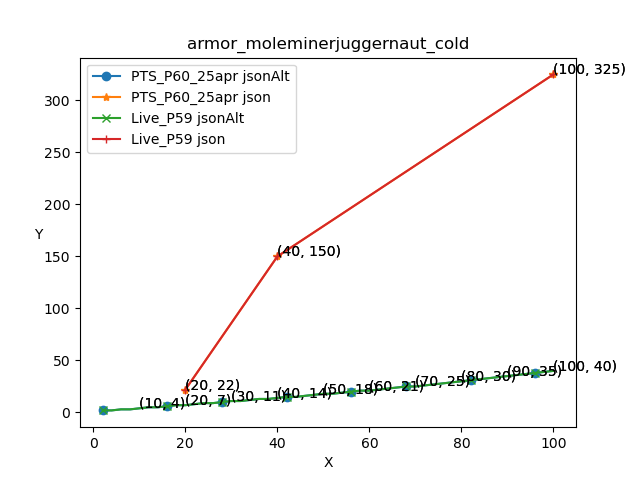 armor_moleminerjuggernaut_cold
PTS_P60_25apr jsonAlt
PTS_P60_25apr json
Live_P59 jsonAlt
Live_P59 json
(100, 325)
(40, 150)
(20, 22)
(10, 4)
(20, 7)
(30, 11)
(40, 14)
(50, 18)
(60, 21)
(70, 25)
(80, 30)
(90, 35)
(100, 40)
Y
300
250
200
150
100
50
0
0 20 40 60 80 100
X